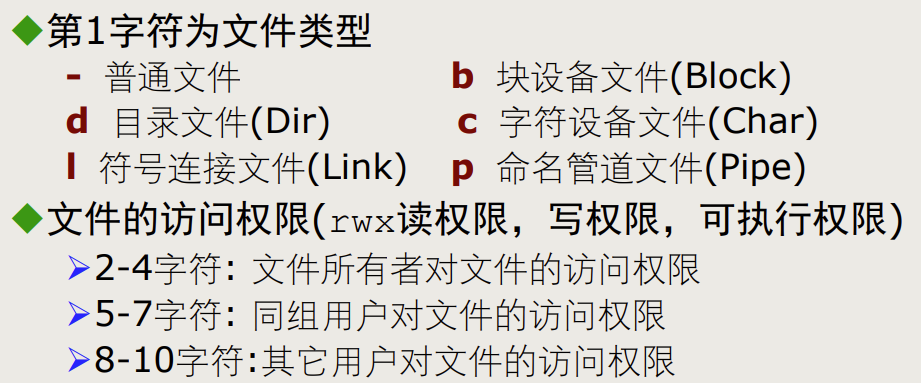 ◆第1字符为文件类型
- 普通文件 b 块设备文件(Block)
d 目录文件(Dir) c 字符设备文件(Char)
l 符号连接文件(Link) p 命名管道文件(Pipe)
◆文件的访问权限(rwx读权限，写权限，可执行权限)
➢2-4字符: 文件所有者对文件的访问权限
➢5-7字符: 同组用户对文件的访问权限
➢8-10字符:其它用户对文件的访问权限